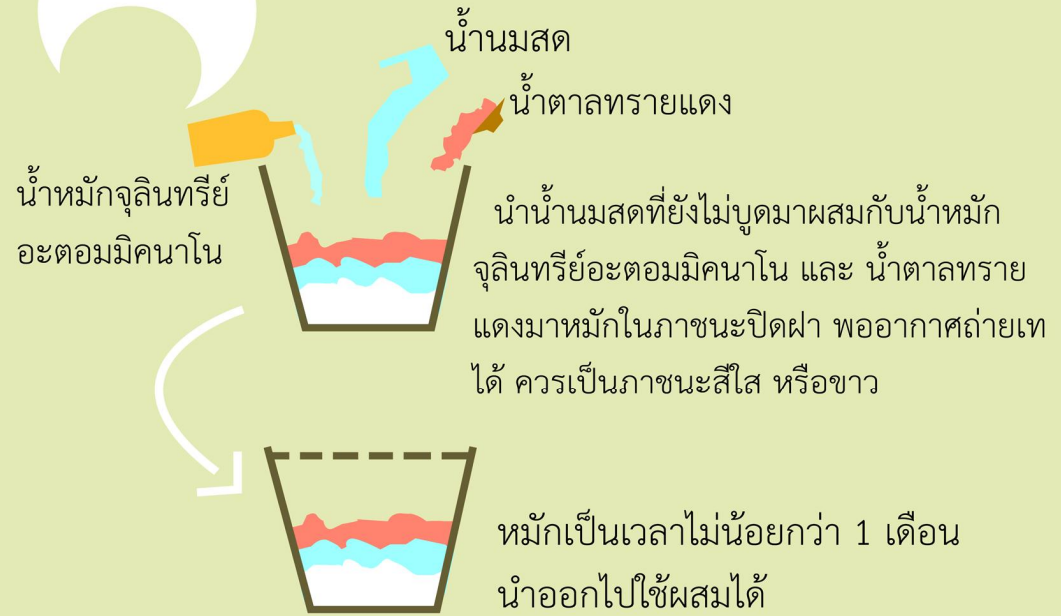 น้ำนมสด
น้ำตาลทรายแดง
น้ำหมักจุลินทรีย์
อะตอมมิคนาโน
นำน้ำนมสดที่ยังไม่บูดมาผสมกับน้ำหมัก
จุลินทรีย์อะตอมมิคนาโน และ น้ำตาลทราย
แดงมาหมักในภาชนะปิดฝา พออากาศถ่ายเท
ได้ ควรเป็นภาชนะสีใส หรือขาว
หมักเป็นเวลาไม่น้อยกว่า 1 เดือน
นำออกไปใช้ผสมได้